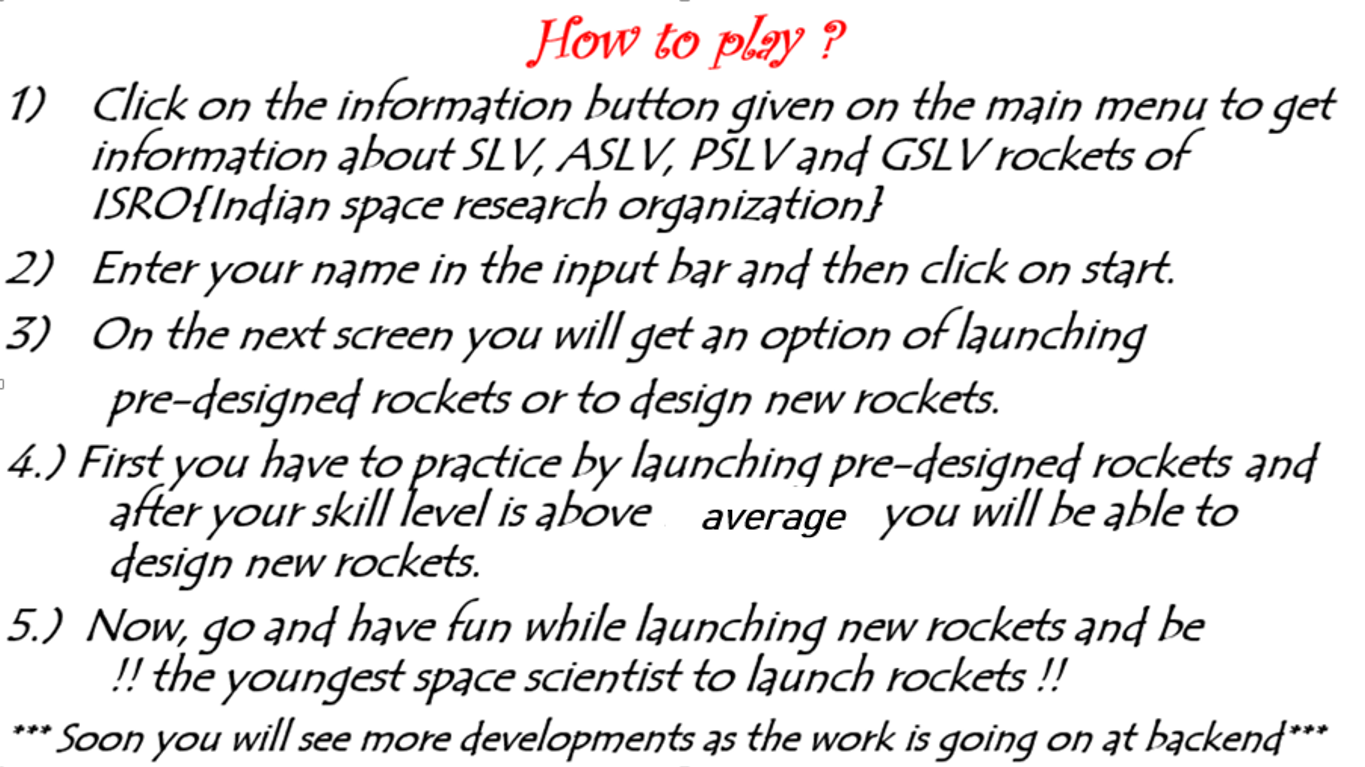 How to play ?
1) Click on the information button given on the main menu to get
information about SLV, ASLV, PSLV and GSLV rockets of
ISRO{Indian space research organization}
2) Enter your name in the input bar and then click on start.
3) On the next screen you will get an option of launching
pre-designed rockets or to design new rockets.
4.) First you have to practice by launching pre-designed rockets and
after your skill level is above average you will be able to
design new rockets.
5.) Now, go and have fun while launching new rockets and be
!! the youngest space scientist to launch rockets !!
*** Soon you will see more developments as the work is going on at backend***